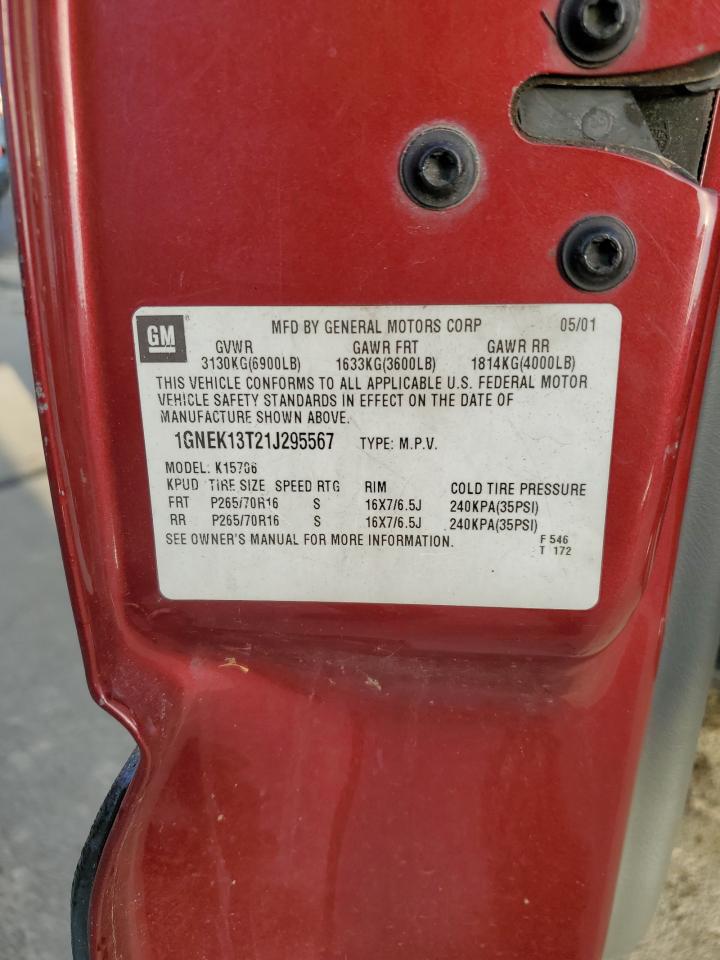 GM ® MFD BY GENERAL MOTORS CORP 05/01
GVWR GAWR FRT GAWR RR
3130KG(6900LB) 1633KG(3600LB) 1814KG(4000LB)
THIS VEHICLE CONFORMS TO ALL APPLICABLE U.S. FEDERAL MOTOR
VEHICLE SAFETY STANDARDS IN EFFECT ON THE DATE OF
MANUFACTURE SHOWN ABOVE.
1GNEK13T21J295567 TYPE: M.P.V.
MODEL: K15706
KPUD TIRE SIZE SPEED RTG RIM COLD TIRE PRESSURE
FRT P265/70R16 S 16X7/6.5J 240KPA(35PSI)
RR P265/70R16 S 16X7/6.5J 240KPA(35PSI)
SEE OWNER'S MANUAL FOR MORE INFORMATION. F 546
T 172